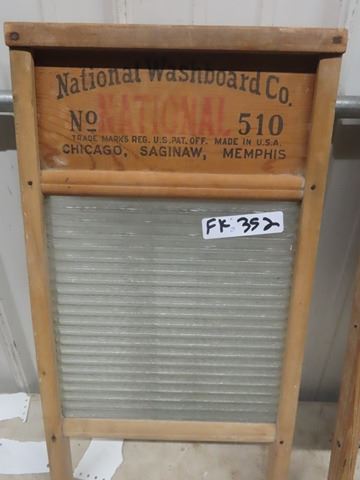 National Washboard Co.
No NATIONAL 510
TRADE MARKS REG. U.S. PAT. OFF. MADE IN U.S.A.
CHICAGO, SAGINAW, MEMPHIS
FK 352